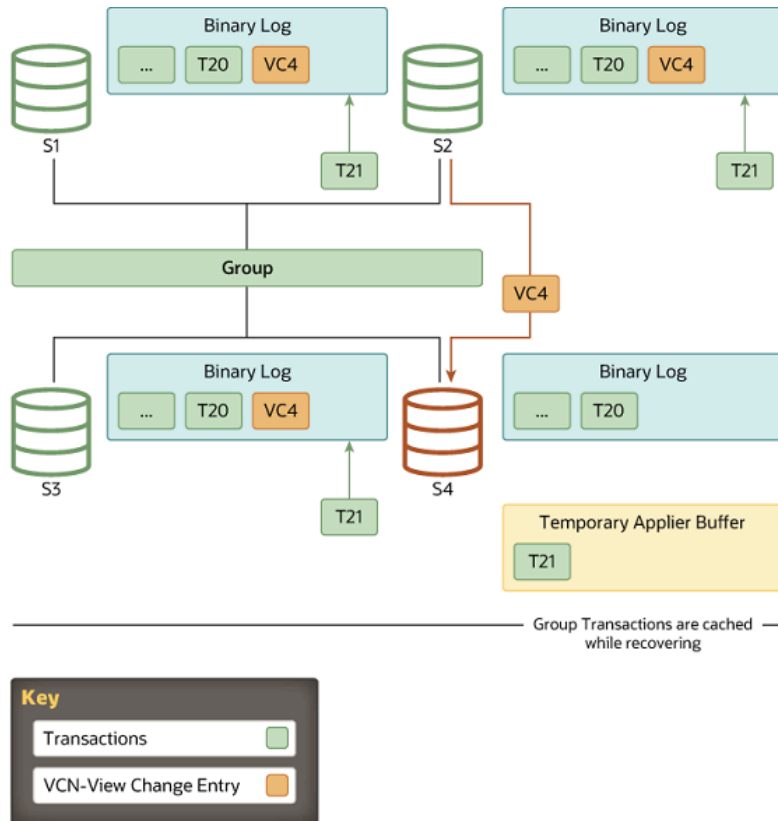 Binary Log
... T20 VC4
S1
T21
Binary Log
... T20 VC4
S2
T21
Group
VC4
Binary Log
... T20 VC4
S3
T21
Binary Log
... T20
S4
Temporary Applier Buffer
T21
Group Transactions are cached
while recovering
Key
Transactions
VCN-View Change Entry